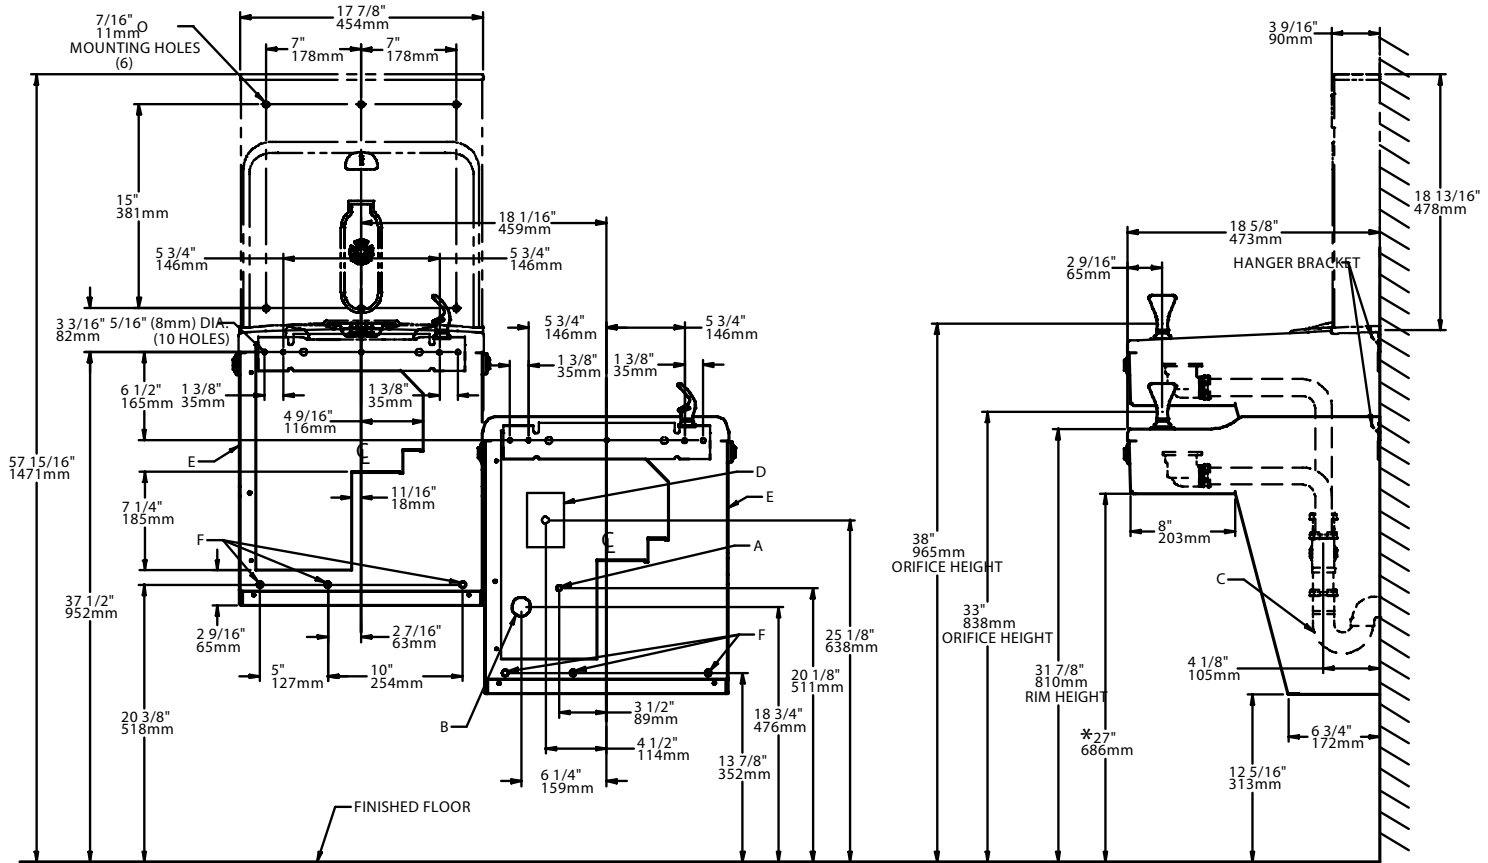 7/16"
11mm O
MOUNTING HOLES
(6)
17 7/8"
454mm
7"
178mm
7"
178mm
15"
381mm
18 1/16"
459mm
5 3/4"
146mm
5 3/4"
146mm
3 3/16"
82mm
5/16" (8mm) DIA.
(10 HOLES)
5 3/4"
146mm
5 3/4"
146mm
1 3/8"
35mm
1 3/8"
35mm
6 1/2"
165mm
1 3/8"
35mm
1 3/8"
35mm
4 9/16"
116mm
57 15/16"
1471mm
E
C
L
D
E
7 1/4"
185mm
11/16"
18mm
F
C
L
A
37 1/2"
952mm
2 9/16"
65mm
2 7/16"
63mm
F
25 1/8"
638mm
5"
127mm
10"
254mm
20 1/8"
511mm
20 3/8"
518mm
B
3 1/2"
89mm
18 3/4"
476mm
4 1/2"
114mm
13 7/8"
352mm
6 1/4"
159mm
FINISHED FLOOR
3 9/16"
90mm
18 13/16"
478mm
18 5/8"
473mm
2 9/16"
65mm
HANGER BRACKET
8"
203mm
38"
965mm
ORIFICE HEIGHT
C
33"
838mm
ORIFICE HEIGHT
31 7/8"
810mm
RIM HEIGHT
4 1/8"
105mm
*27"
686mm
6 3/4"
172mm
12 5/16"
313mm